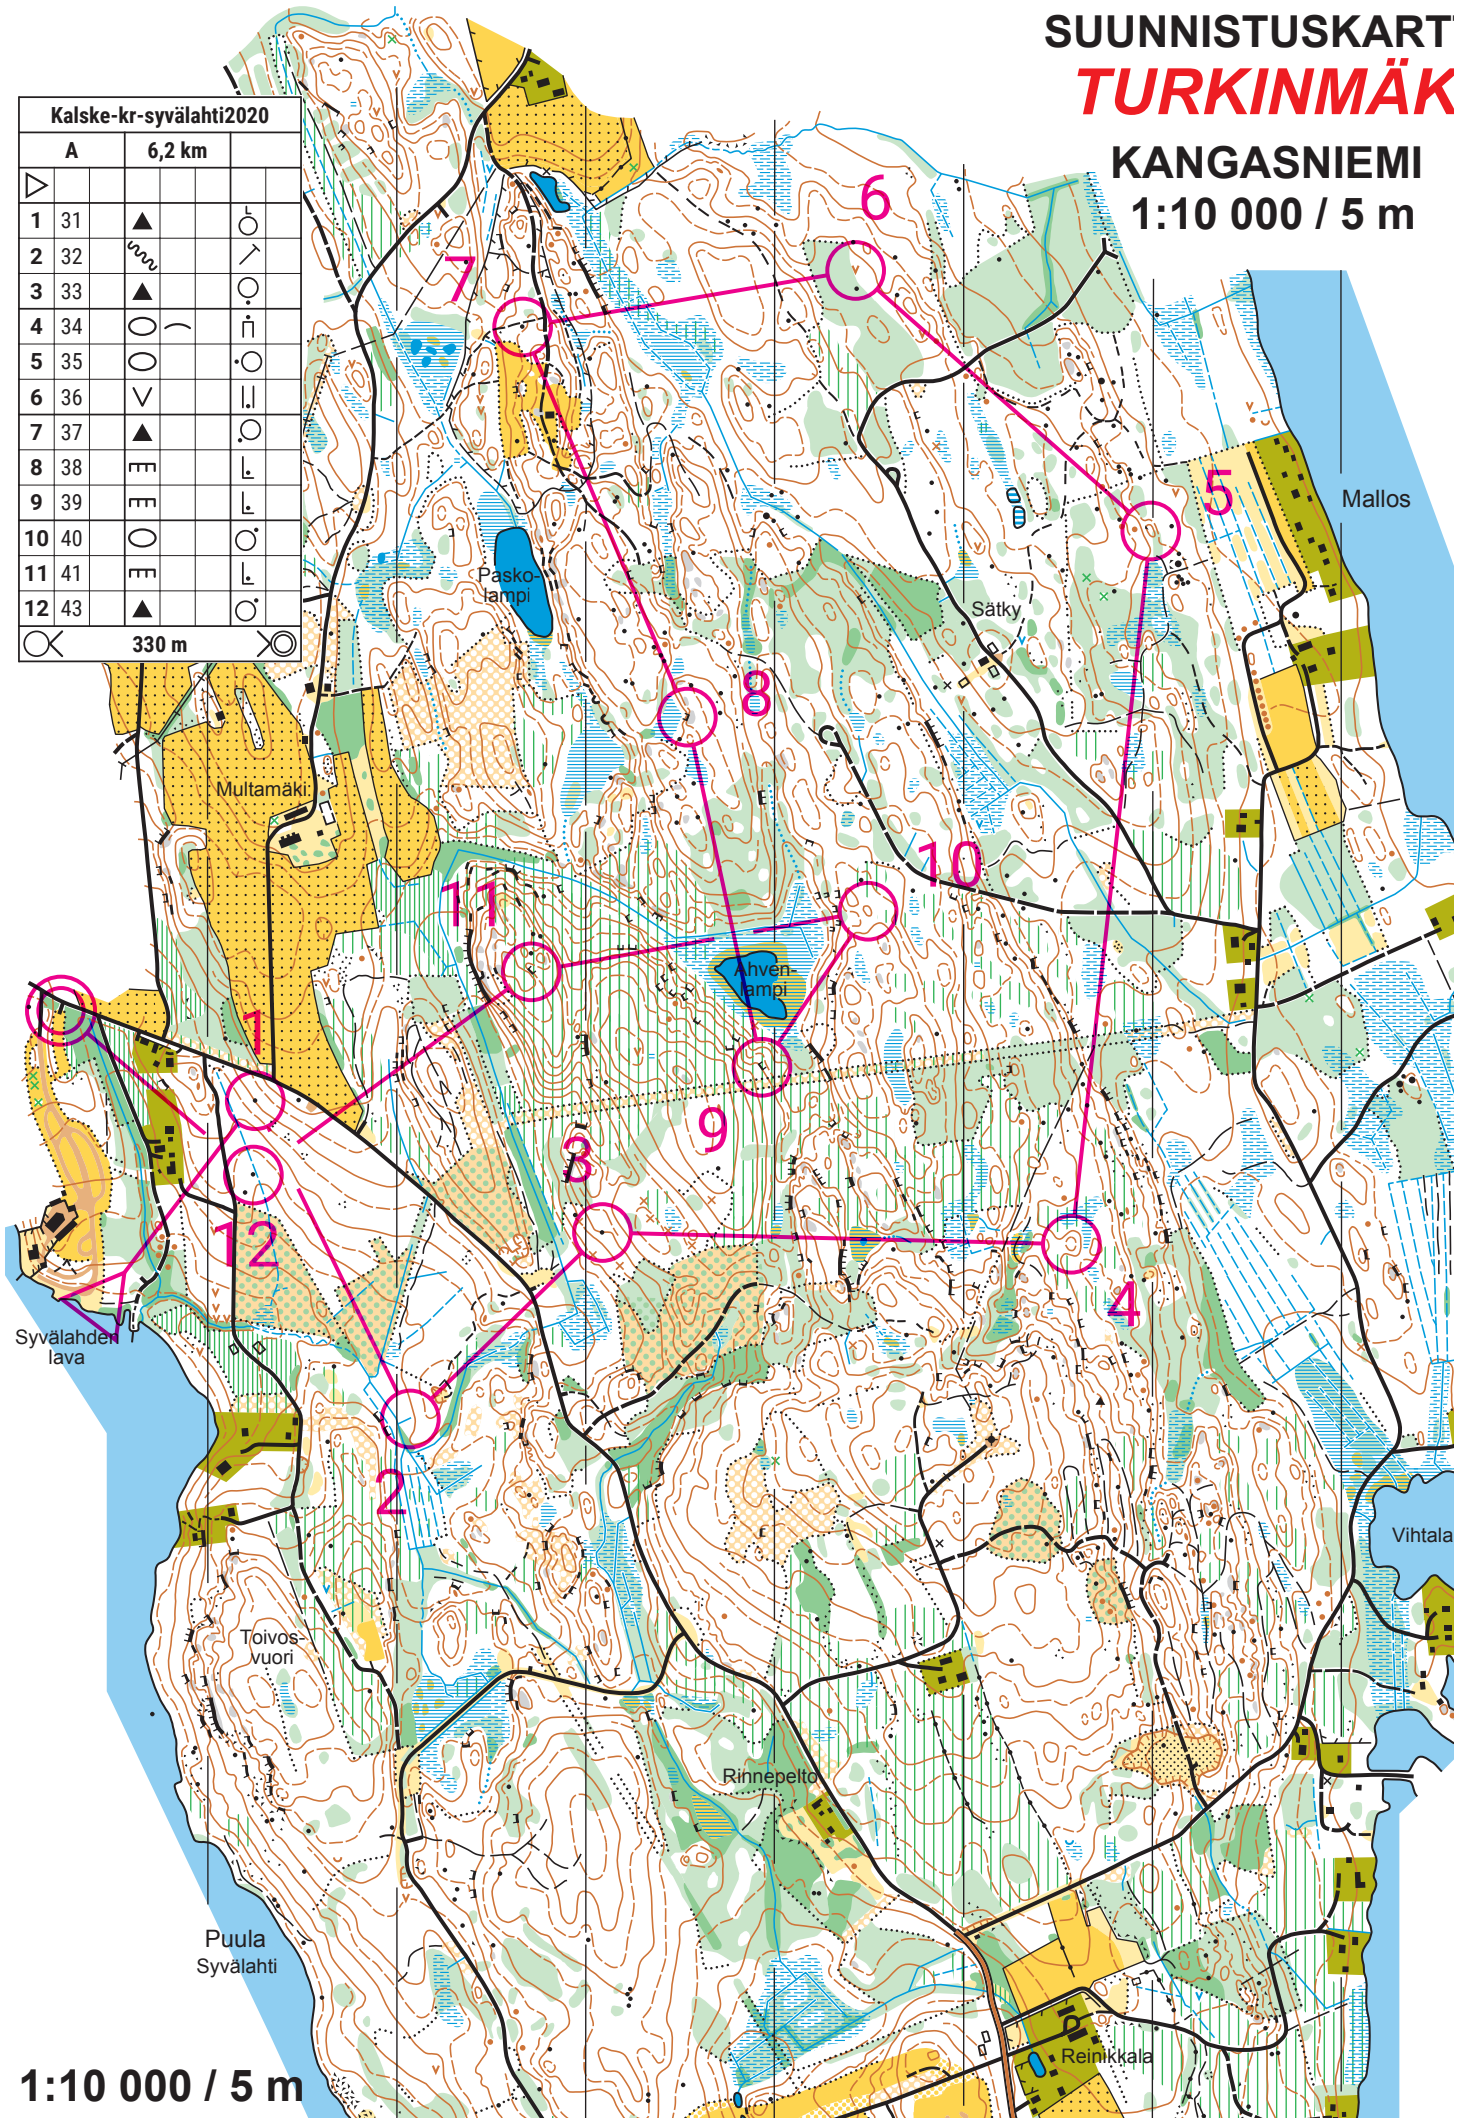 SUUNNISTUSKART
TURKINMÄK
KANGASNIEMI
1:10 000 / 5 m
Kalske-kr-syvälahti2020
A 6,2 km
1 31
2 32
3 33
4 34
5 35
6 36
7 37
8 38
9 39
10 40
11 41
12 43
330 m
6
7
5
Mallos
Pasko-
lampi
Sätky
8
Multamäki
10
11
Ahven-
lampi
1
9
3
12
4
Syvälahden
lava
2
Vihtala
Toivos-
vuori
Rinnepelto
Puula
Syvälahti
Reinikkala
1:10 000 / 5 m